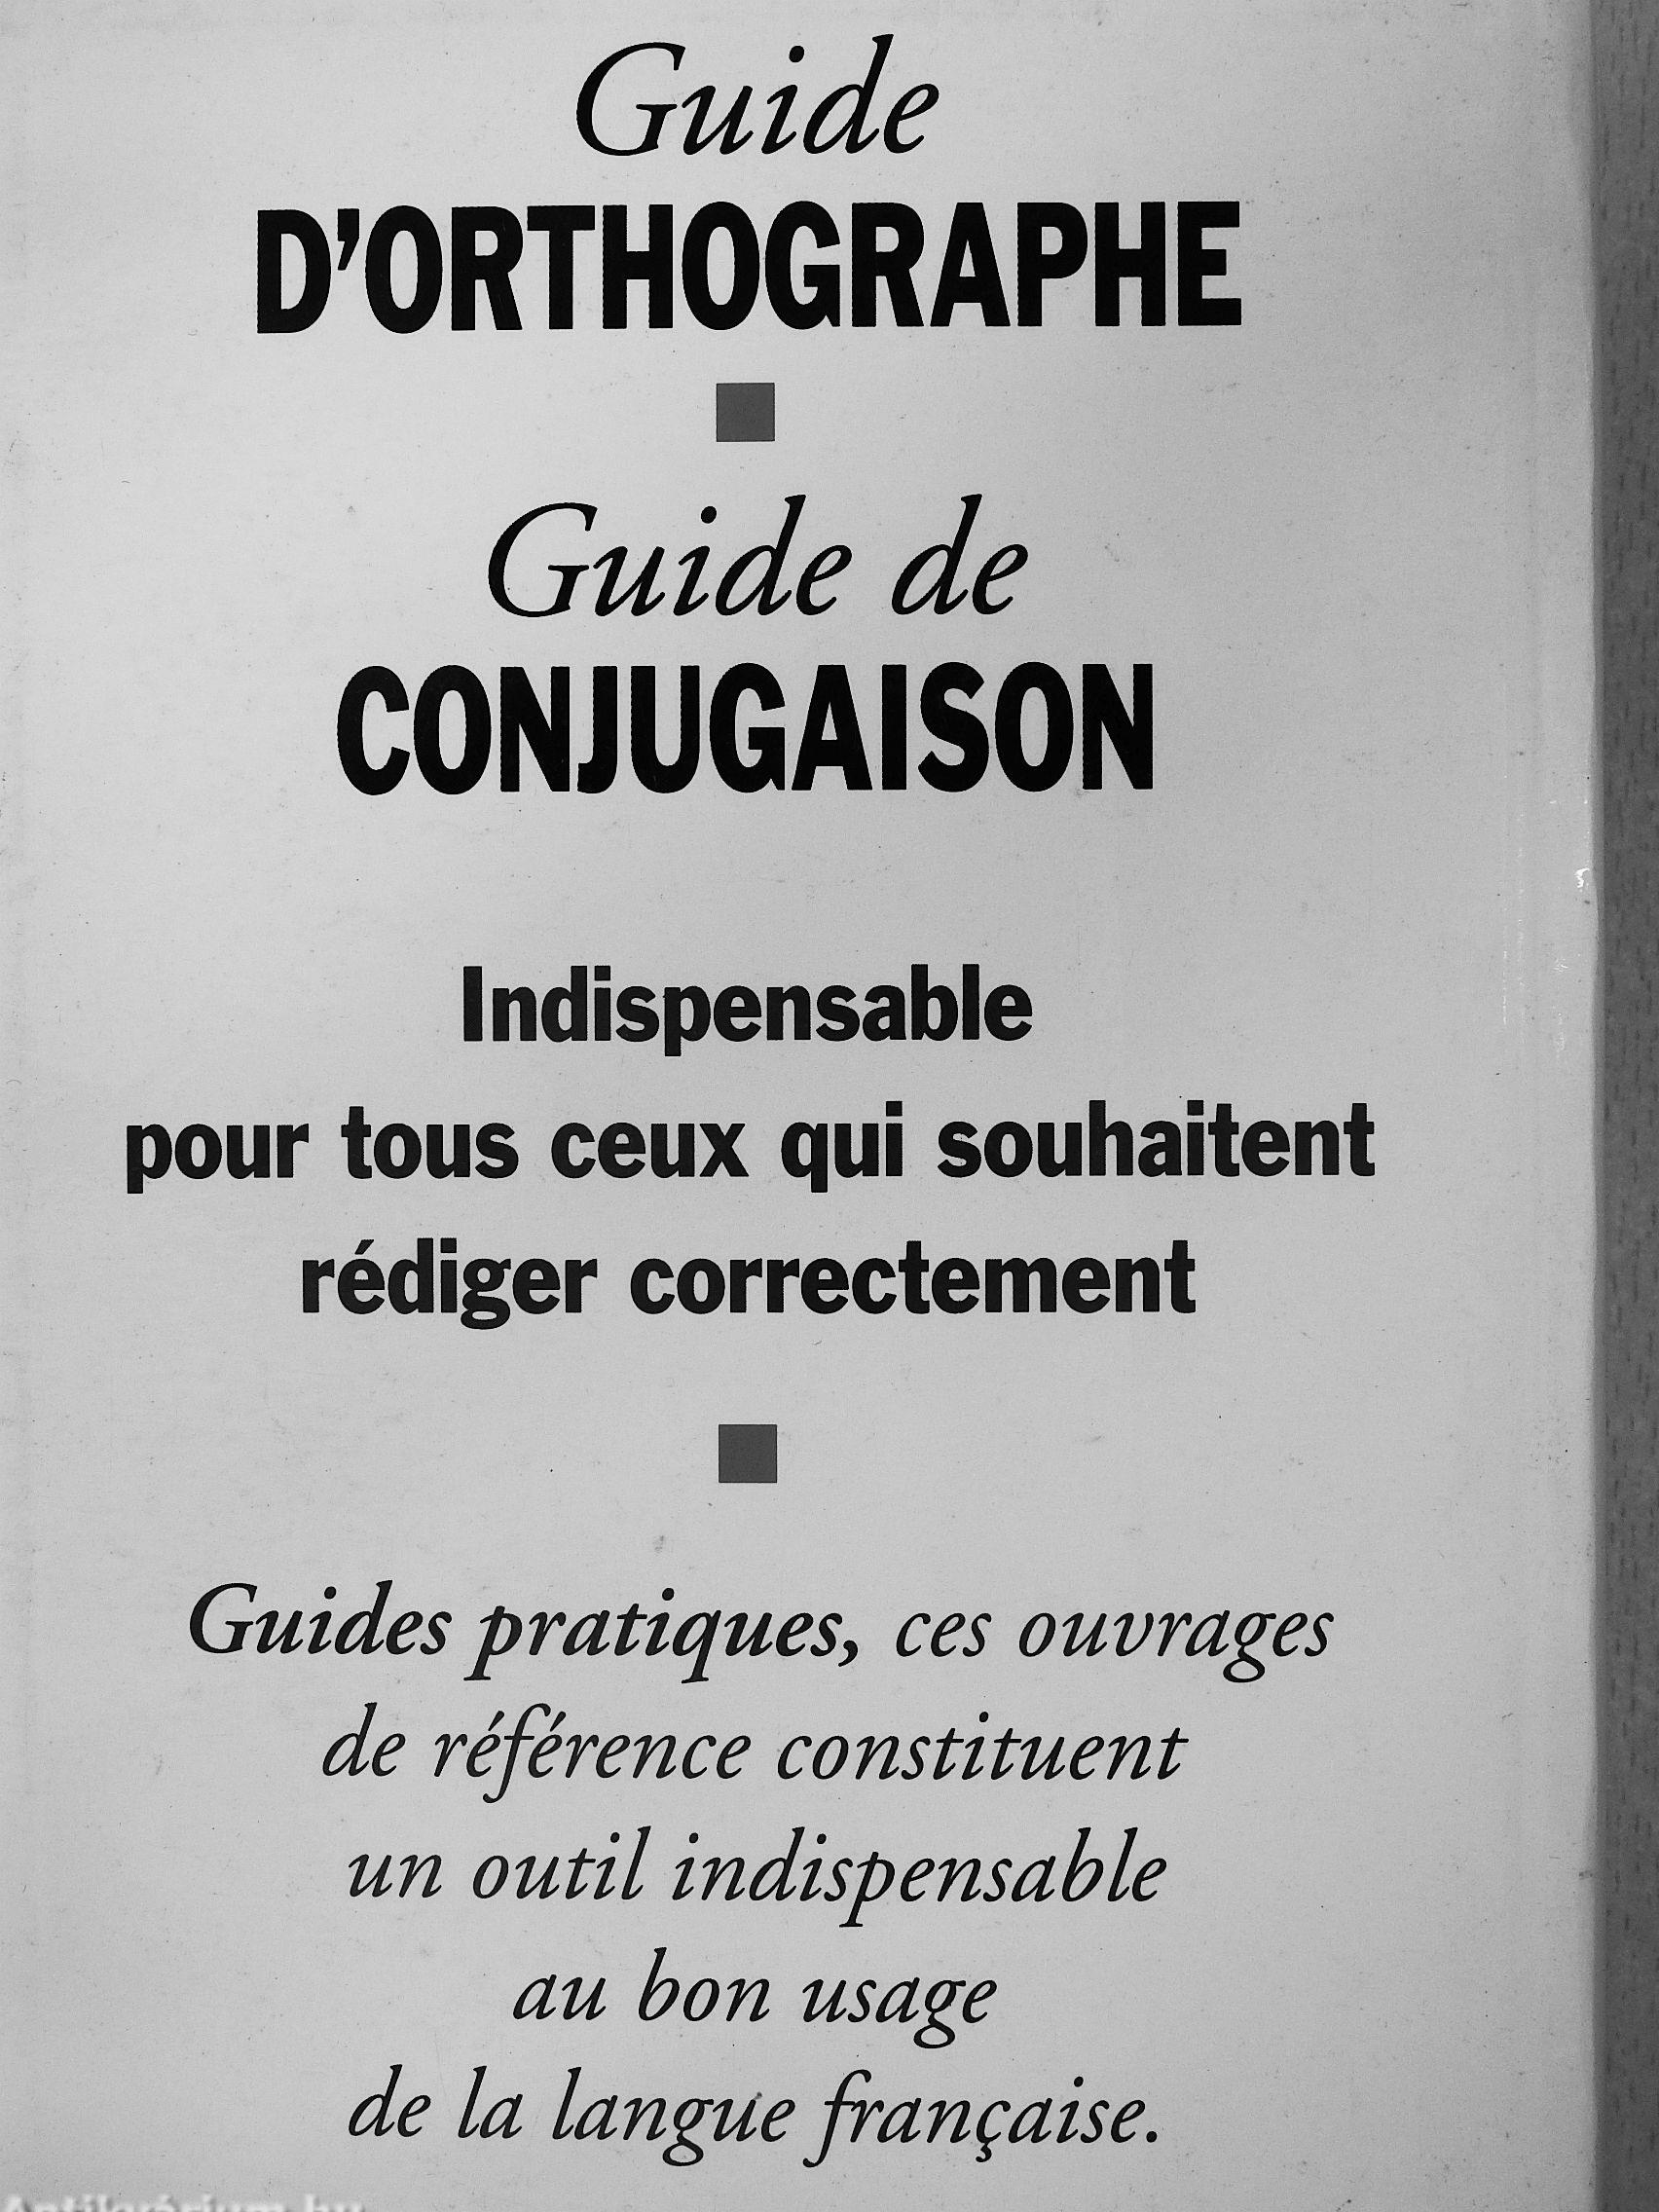 Guide
D'ORTHOGRAPHE
Guide de
CONJUGAISON
Indispensable
pour tous ceux qui souhaitent
rédiger correctement
Guides pratiques, ces ouvrages
de référence constituent
un outil indispensable
au bon usage
de la langue française.